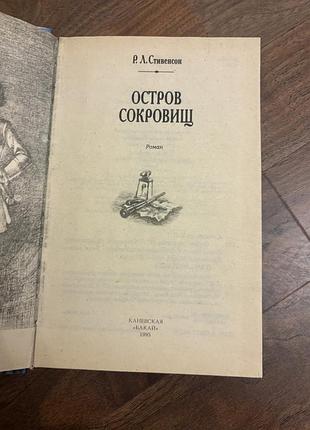 Р. Л. Стивенсон
ОСТРОВ
СОКРОВИЩ
Роман
КАНЕВСКАЯ
«БАКАЙ»
1995